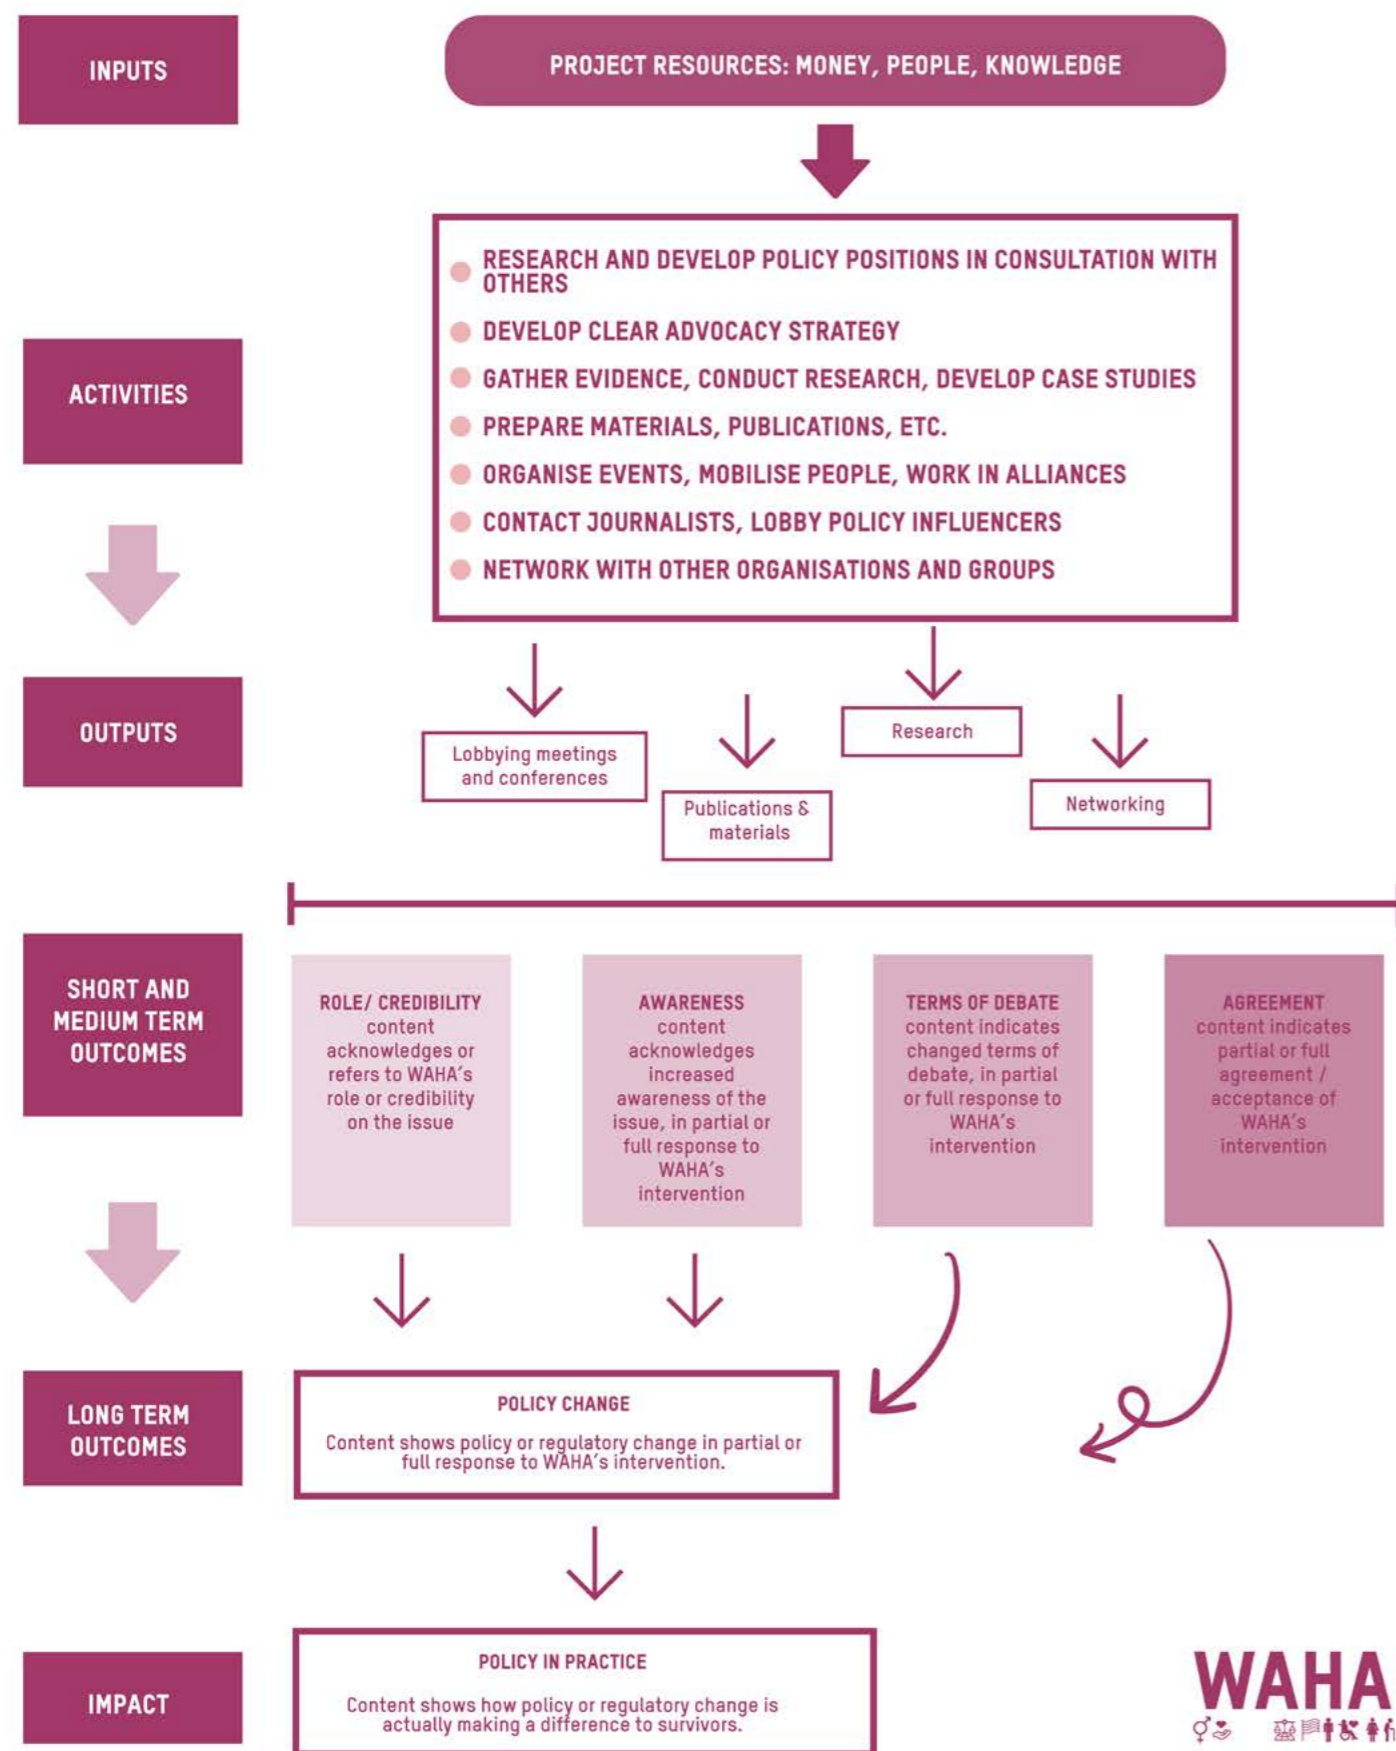 INPUTS
PROJECT RESOURCES: MONEY, PEOPLE, KNOWLEDGE
RESEARCH AND DEVELOP POLICY POSITIONS IN CONSULTATION WITH
OTHERS
DEVELOP CLEAR ADVOCACY STRATEGY
GATHER EVIDENCE, CONDUCT RESEARCH, DEVELOP CASE STUDIES
PREPARE MATERIALS, PUBLICATIONS, ETC.
ORGANISE EVENTS, MOBILISE PEOPLE, WORK IN ALLIANCES
CONTACT JOURNALISTS, LOBBY POLICY INFLUENCERS
NETWORK WITH OTHER ORGANISATIONS AND GROUPS
ACTIVITIES
OUTPUTS
Lobbying meetings
and conferences
Publications &
materials
Research
Networking
SHORT AND
MEDIUM TERM
OUTCOMES
ROLE/ CREDIBILITY
content
acknowledges or
refers to WAHA's
role or credibility
on the issue
AWARENESS
content
acknowledges
increased
awareness of the
issue, in partial or
full response to
WAHA's
intervention
TERMS OF DEBATE
content indicates
changed terms of
debate, in partial
or full response to
WAHA's
intervention
AGREEMENT
content indicates
partial or full
agreement /
acceptance of
WAHA's
intervention
LONG TERM
OUTCOMES
POLICY CHANGE
Content shows policy or regulatory change in partial or
full response to WAHA's intervention.
IMPACT
POLICY IN PRACTICE
Content shows how policy or regulatory change is
actually making a difference to survivors.
WAHA